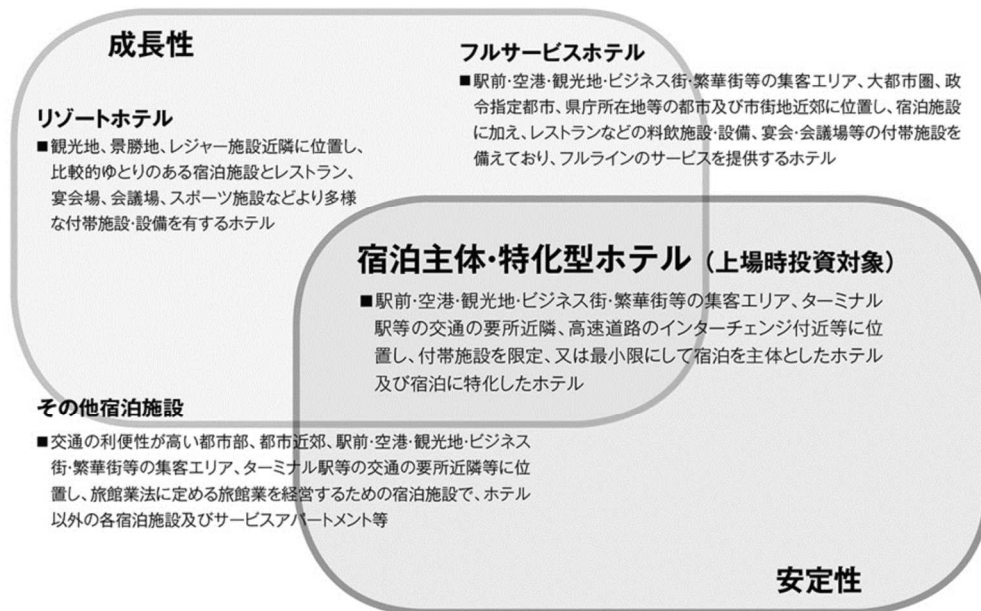 成長性
フルサービスホテル
■駅前・空港・観光地・ビジネス街・繁華街等の集客エリア、大都市圏、政
令指定都市、県庁所在地等の都市及び市街地近郊に位置し、宿泊施設
に加え、レストランなどの料飲施設・設備、宴会・会議場等の付帯施設を
備えており、フルラインのサービスを提供するホテル
リゾートホテル
■観光地、景勝地、レジャー施設近隣に位置し、
比較的ゆとりのある宿泊施設とレストラン、
宴会場、会議場、スポーツ施設などより多様
な付帯施設・設備を有するホテル
宿泊主体・特化型ホテル（上場時投資対象）
■駅前・空港・観光地・ビジネス街・繁華街等の集客エリア、ターミナル
駅等の交通の要所近隣、高速道路のインターチェンジ付近等に位
置し、付帯施設を限定、又は最小限にして宿泊を主体としたホテル
及び宿泊に特化したホテル
その他宿泊施設
■交通の利便性が高い都市部、都市近郊、駅前・空港・観光地・ビジネス
街・繁華街等の集客エリア、ターミナル駅等の交通の要所近隣等に位
置し、旅館業法に定める旅館業を経営するための宿泊施設で、ホテル
以外の各宿泊施設及びサービスアパートメント等
安定性